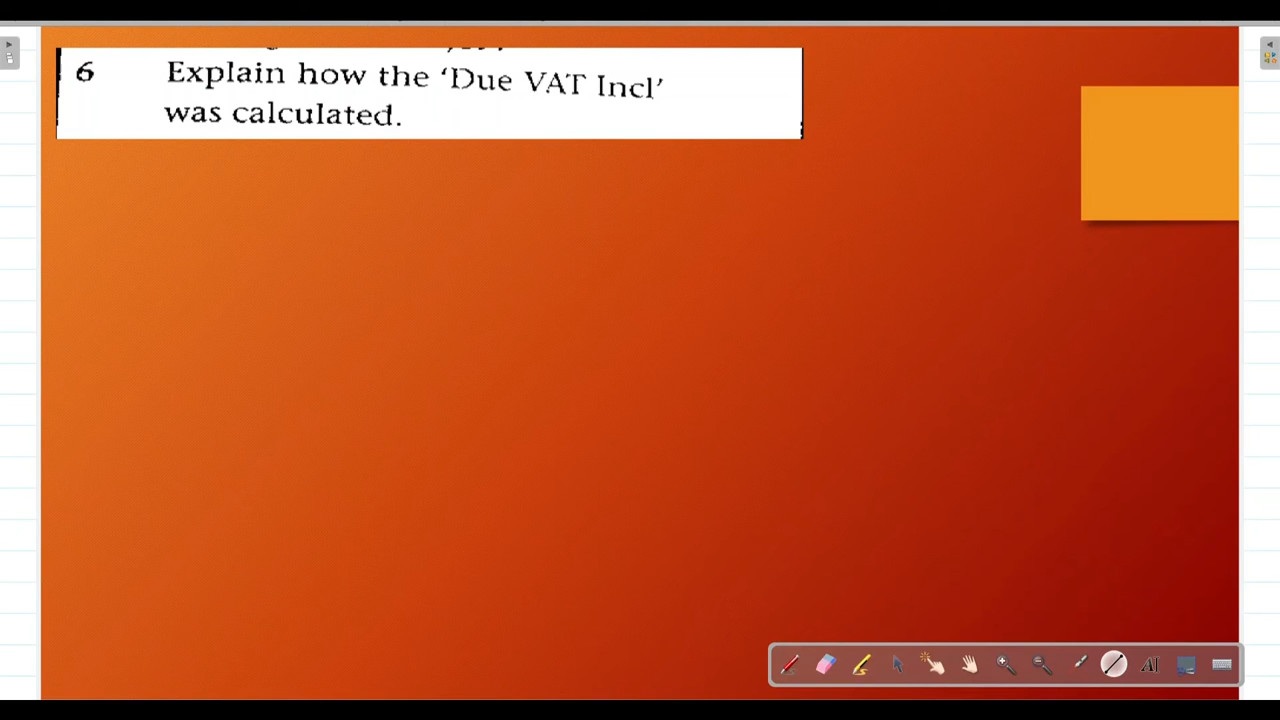 6 Explain how the ‘Due VAT Incl’
was calculated.